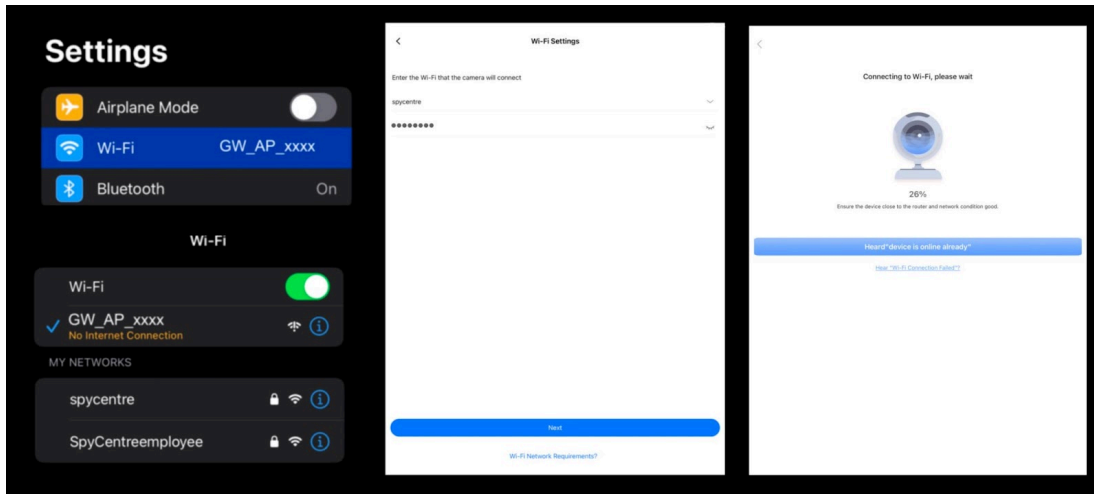 Settings
Airplane Mode
Wi-Fi GW_AP_xxxx
Bluetooth On
Wi-Fi
Wi-Fi
GW_AP_xxxx
No Internet Connection
MY NETWORKS
spycentre
SpyCentreemployee
Wi-Fi Settings
Enter the Wi-Fi that the camera will connect
spycentre
Next
Wi-Fi Network Requirements?
Connecting to Wi-Fi, please wait
26%
Ensure the device close to the router and network condition good.
Heard"device is online already"
Hear "Wi-Fi Connection Failed"?